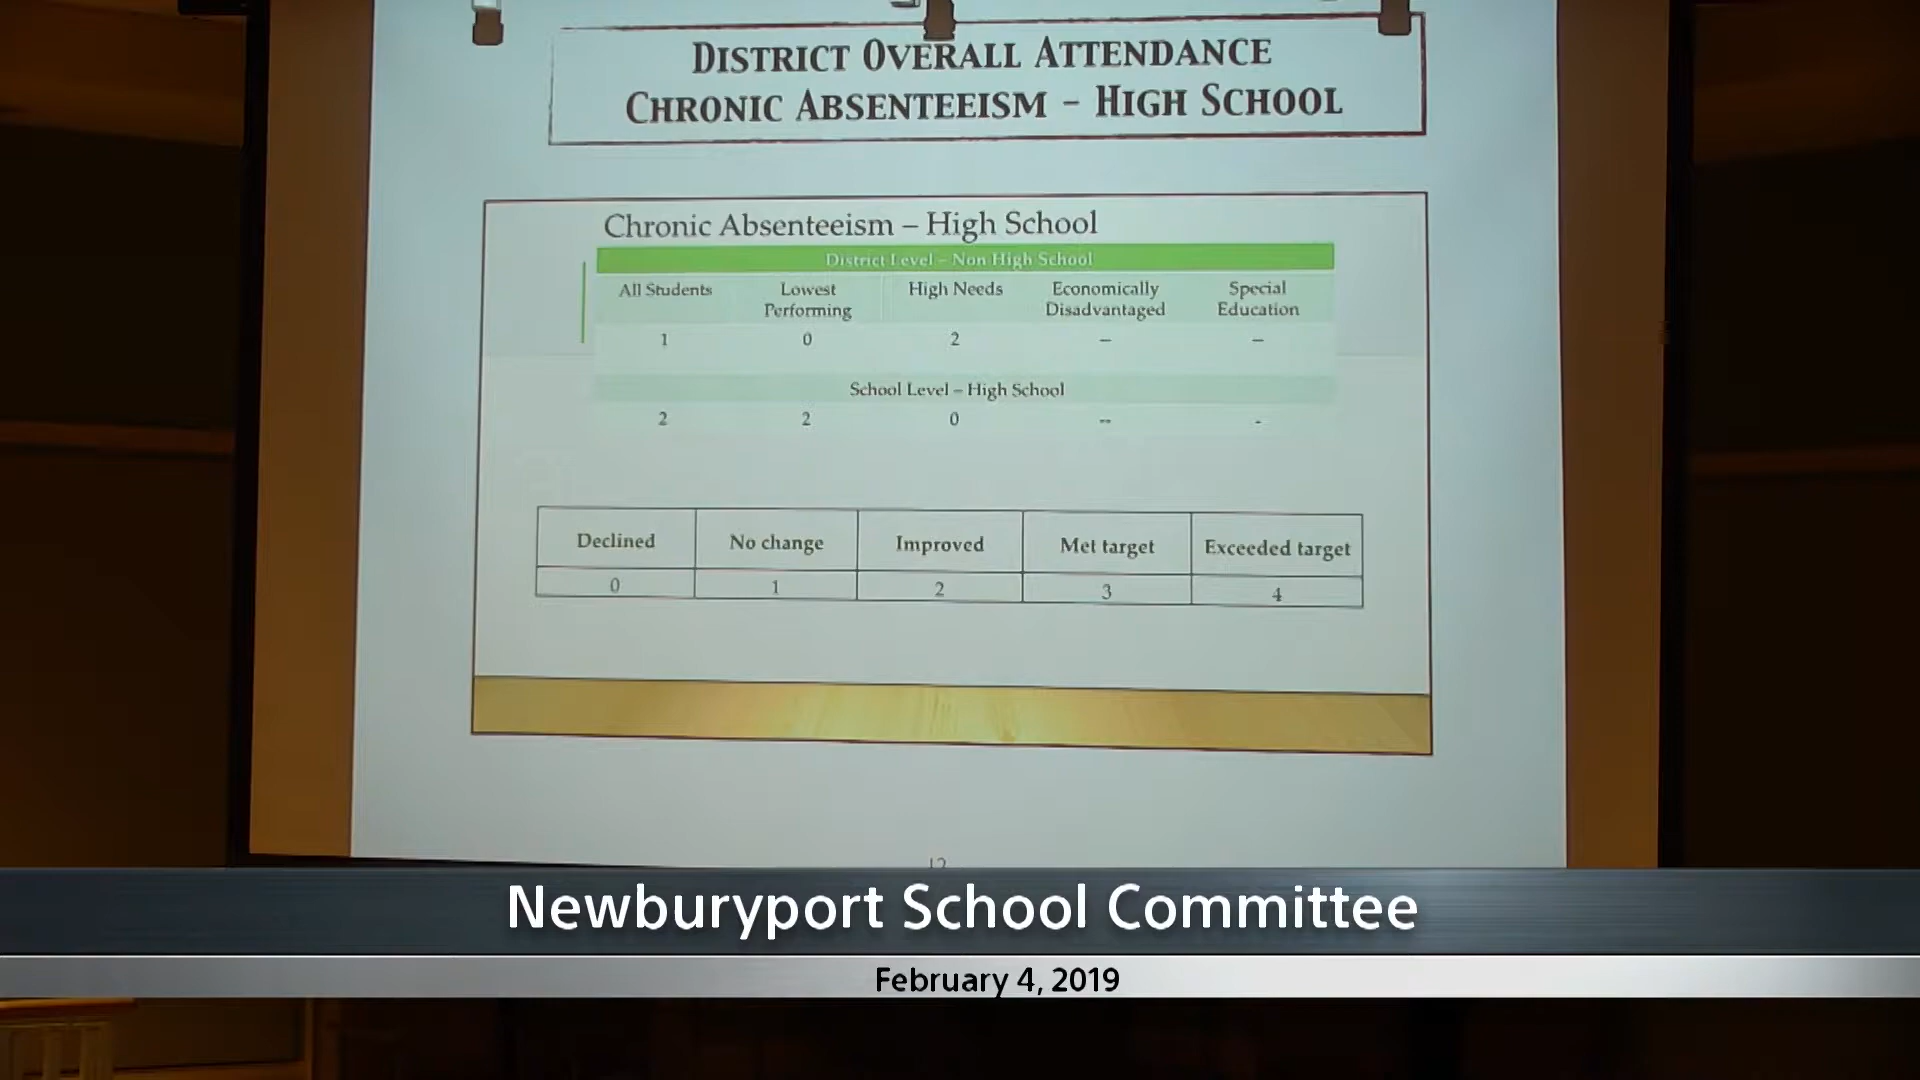 DISTRICT OVERALL ATTENDANCE
CHRONIC ABSENTEEISM – HIGH SCHOOL
Chronic Absenteeism – High School
District Level – Non High School
All Students Lowest Performing High Needs Economically Disadvantaged Special Education
1 0 2 – –
School Level – High School
2 2 0 -- -
Declined No change Improved Met target Exceeded target
0 1 2 3 4
12
Newburyport School Committee
February 4, 2019